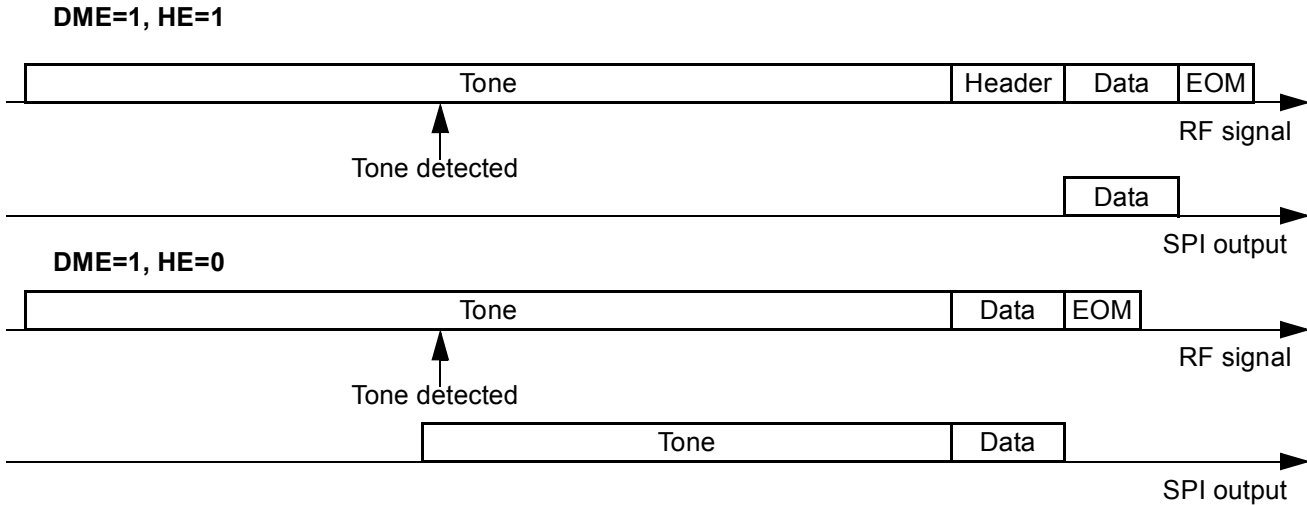 DME=1, HE=1
Tone Header Data EOM
RF signal
Tone detected
Data
SPI output
DME=1, HE=0
Tone Data EOM
RF signal
Tone detected
Tone Data
SPI output